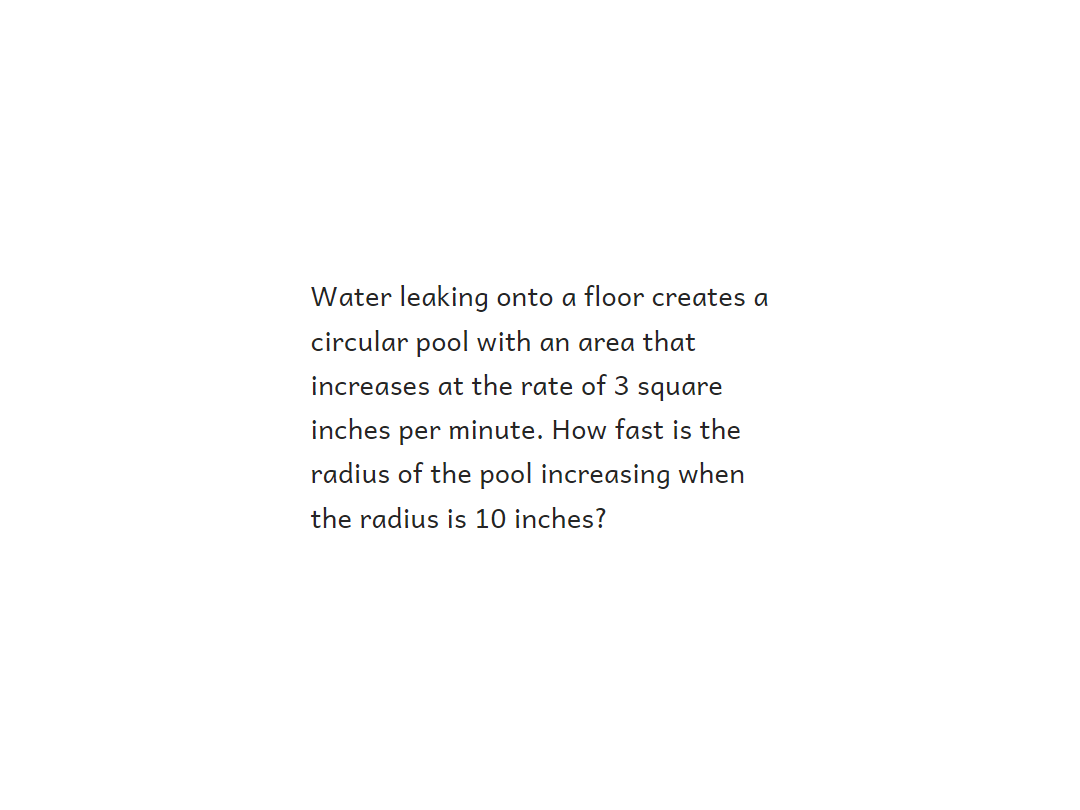 Water leaking onto a floor creates a
circular pool with an area that
increases at the rate of 3 square
inches per minute. How fast is the
radius of the pool increasing when
the radius is 10 inches?